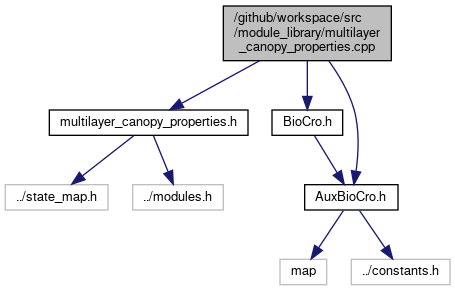 /github/workspace/src
/module_library/multilayer
_canopy_properties.cpp
multilayer_canopy_properties.h
BioCro.h
../state_map.h
../modules.h
AuxBioCro.h
map
../constants.h